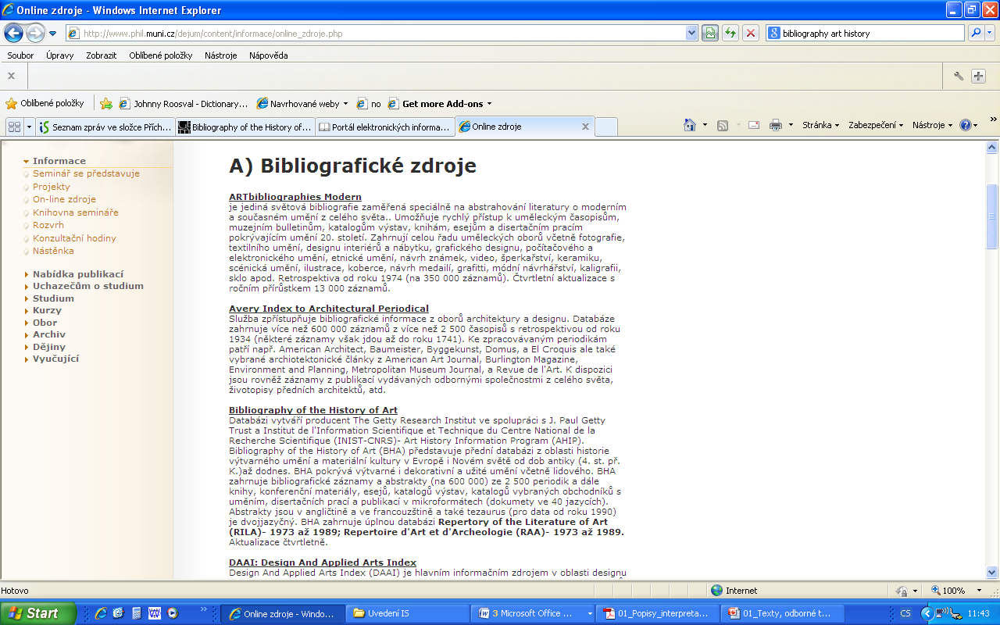 Online zdroje - Windows Internet Explorer
http://www.phil.muni.cz/dejum/content/informace/online_zdroje.php
bibliography art history
Soubor Úpravy Zobrazit Oblíbené položky Nástroje Nápověda
Oblíbené položky Johnny Roosval - Dictionary... Navrhované weby no Get more Add-ons
Seznam zpráv ve složce Přích... Bibliography of the History of... Portál elektronických informa... Online zdroje Stránka Zabezpečení Nástroje
Informace
Seminář se představuje
Projekty
On-line zdroje
Knihovna semináře
Rozvrh
Konzultační hodiny
Nástěnka
Nabídka publikací
Uchazečům o studium
Studium
Kurzy
Obor
Archiv
Dějiny
Vyučující
A) Bibliografické zdroje
ARTbibliographies Modern
je jediná světová bibliografie zaměřená speciálně na abstrahování literatury o moderním
a současném umění z celého světa.. Umožňuje rychlý přístup k uměleckým časopisům,
muzejním bulletinům, katalogům výstav, knihám, esejům a disertačním pracím
pokrývajícím umění 20. století. Zahrnují celou řadu uměleckých oborů včetně fotografie,
textilního umění, designu interiérů a nábytku, grafického designu, počítačového a
elektronického umění, etnické umění, návrh známek, video, šperkařství, keramiku,
scénická umění, ilustrace, koberce, návrh medailí, grafitti, módní návrhářství, kaligrafii,
sklo apod. Retrospektiva od roku 1974 (na 350 000 záznamů). Čtvrtletní aktualizace s
ročním přírůstkem 13 000 záznamů.
Avery Index to Architectural Periodical
Služba zpřístupňuje bibliografické informace z oborů architektury a designu. Databáze
zahrnuje více než 600 000 záznamů z více než 2 500 časopisů s retrospektivou od roku
1934 (některé záznamy však jdou až do roku 1741). Ke zpracovávaným periodikám
patří např. American Architect, Baumeister, Byggekunst, Domus, a El Croquis ale také
vybrané archiotektonické články z American Art Journal, Burlington Magazine,
Environment and Planning, Metropolitan Museum Journal, a Revue de l'Art. K dispozici
jsou rovněž záznamy z publikací vydávaných odbornými společnostmi z celého světa,
životopisy předních architektů, atd.
Bibliography of the History of Art
Databázi vytváří producent The Getty Research Institut ve spolupráci s J. Paul Getty
Trust a Institut de l'Information Scientifique et Technique du Centre National de la
Recherche Scientifique (INIST-CNRS)- Art History Information Program (AHIP).
Bibliography of the History of Art (BHA) představuje přední databázi z oblasti historie
výtvarného umění a materiální kultury v Evropě i Novém světě od dob antiky (4. st. př.
K.)až dodnes. BHA pokrývá výtvarné i dekorativní a užité umění včetně lidového. BHA
zahrnuje bibliografické záznamy a abstrakty (na 600 000) ze 2 500 periodik a dále
knihy, konferenční materiály, esejů, katalogů výstav, katalogů vybraných obchodníků s
uměním, disertačních prací a publikací v mikroformátech (dokumety ve 40 jazycích).
Abstrakty jsou v angličtině a ve francouzštině a také tezaurus (pro data od roku 1990)
je dvojjazyčný. BHA zahrnuje úplnou databázi Repertory of the Literature of Art
(RILA)- 1973 až 1989; Repertoire d'Art et d'Archeologie (RAA)- 1973 až 1989.
Aktualizace čtvrtletně.
DAAI: Design And Applied Arts Index
Design And Applied Arts Index (DAAI) je hlavním informačním zdrojem v oblasti designu
Hotovo Internet 100%
Start Online zdroje - Windo... Uvedení IS 3 Microsoft Office ... 01_Popisy_interpreta... 01_Texty, odborné t... CS 11:43